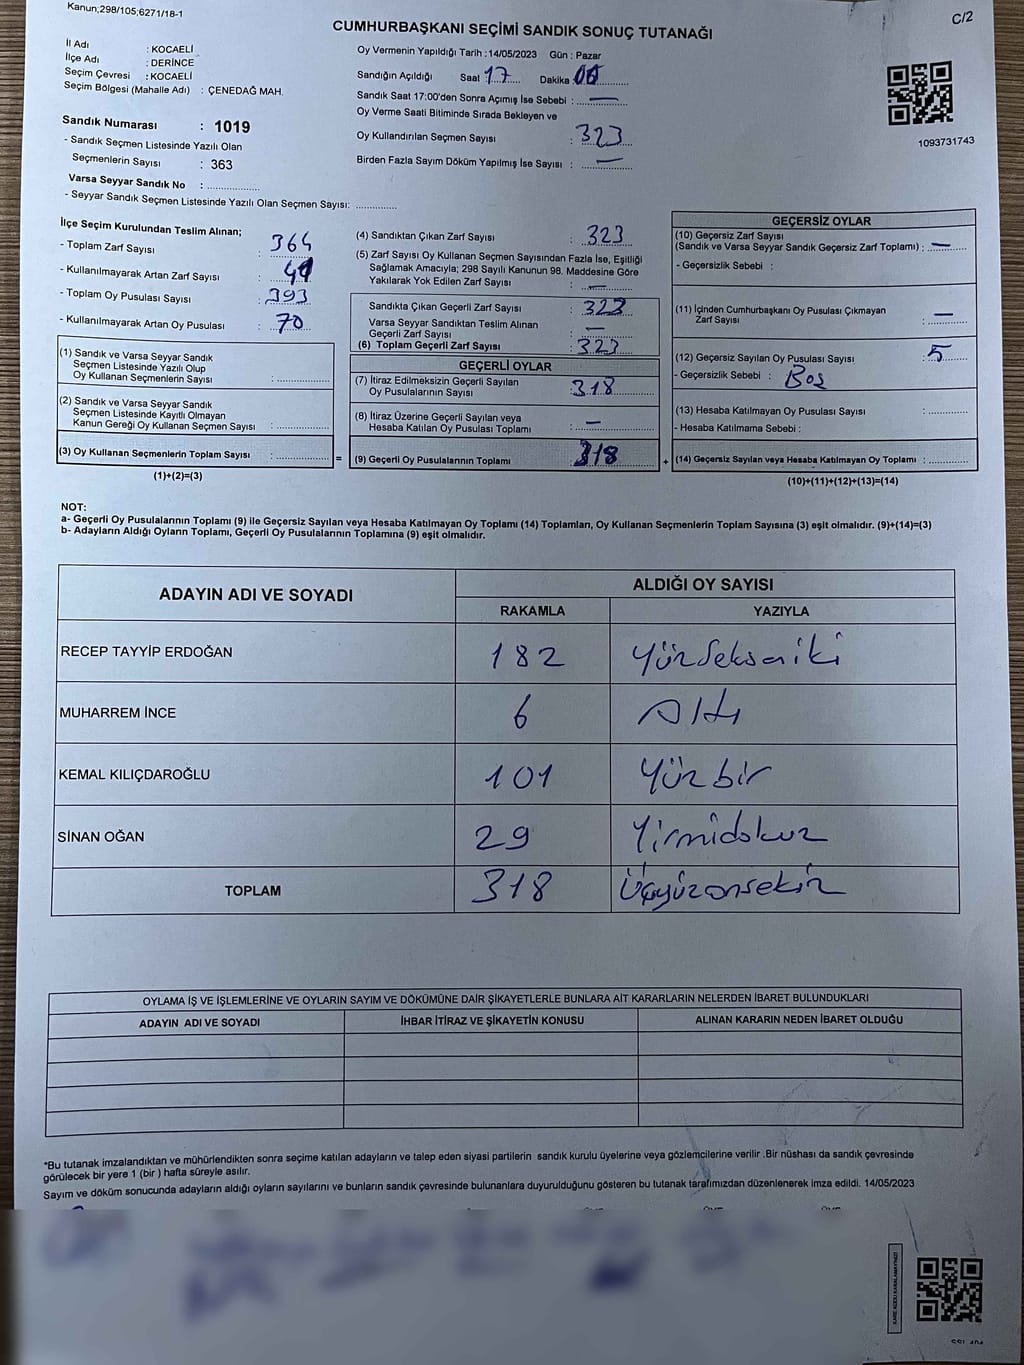 Kanun;298/105;6271/18-1
C/2
CUMHURBAŞKANI SEÇİMİ SANDIK SONUÇ TUTANAĞI
İl Adı : KOCAELİ
İlçe Adı : DERİNCE
Seçim Çevresi : KOCAELİ
Seçim Bölgesi (Mahalle Adı) : ÇENEDAĞ MAH.
Sandık Numarası : 1019
- Sandık Seçmen Listesinde Yazılı Olan
Seçmenlerin Sayısı : 363
Varsa Seyyar Sandık No : ....................
- Seyyar Sandık Seçmen Listesinde Yazılı Olan Seçmen Sayısı: ..............
Oy Vermenin Yapıldığı Tarih :14/05/2023 Gün : Pazar
Sandığın Açıldığı Saat 17 Dakika 00
Sandık Saat 17:00'den Sonra Açımış İse Sebebi : —
Oy Verme Saati Bitiminde Sırada Bekleyen ve
Oy Kullandırılan Seçmen Sayısı : 323
Birden Fazla Sayım Döküm Yapılmış İse Sayısı : —
1093731743
İlçe Seçim Kurulundan Teslim Alınan;
- Toplam Zarf Sayısı : 364
- Kullanılmayarak Artan Zarf Sayısı :
- Toplam Oy Pusulası Sayısı : 393
- Kullanılmayarak Artan Oy Pusulası : 70
(1) Sandık ve Varsa Seyyar Sandık
Seçmen Listesinde Yazılı Olup
Oy Kullanan Seçmenlerin Sayısı : ...............
(2) Sandık ve Varsa Seyyar Sandık
Seçmen Listesinde Kayıtlı Olmayan
Kanun Gereği Oy Kullanan Seçmen Sayısı : ...............
(3) Oy Kullanan Seçmenlerin Toplam Sayısı : ...............
(1)+(2)=(3)
=
(4) Sandıktan Çıkan Zarf Sayısı : 323
(5) Zarf Sayısı Oy Kullanan Seçmen Sayısından Fazla İse, Eşitliği
Sağlamak Amacıyla; 298 Sayılı Kanunun 98. Maddesine Göre
Yakılarak Yok Edilen Zarf Sayısı : —
Sandıkta Çıkan Geçerli Zarf Sayısı : 323
Varsa Seyyar Sandıktan Teslim Alınan
Geçerli Zarf Sayısı : —
(6) Toplam Geçerli Zarf Sayısı : 323
GEÇERLİ OYLAR
(7) İtiraz Edilmeksizin Geçerli Sayılan
Oy Pusulalarının Sayısı : 318
(8) İtiraz Üzerine Geçerli Sayılan veya
Hesaba Katılan Oy Pusulası Toplamı : —
(9) Geçerli Oy Pusulalarının Toplamı : 318
+
GEÇERSİZ OYLAR
(10) Geçersiz Zarf Sayısı
(Sandık ve Varsa Seyyar Sandık Geçersiz Zarf Toplamı) : —
- Geçersizlik Sebebi :
(11) İçinden Cumhurbaşkanı Oy Pusulası Çıkmayan
Zarf Sayısı : —
(12) Geçersiz Sayılan Oy Pusulası Sayısı : 5
- Geçersizlik Sebebi : Boş
(13) Hesaba Katılmayan Oy Pusulası Sayısı : ..............
- Hesaba Katılmama Sebebi :
(14) Geçersiz Sayılan veya Hesaba Katılmayan Oy Toplamı : ..............
(10)+(11)+(12)+(13)=(14)
NOT:
a- Geçerli Oy Pusulalarının Toplamı (9) ile Geçersiz Sayılan veya Hesaba Katılmayan Oy Toplamı (14) Toplamları, Oy Kullanan Seçmenlerin Toplam Sayısına (3) eşit olmalıdır. (9)+(14)=(3)
b- Adayların Aldığı Oyların Toplamı, Geçerli Oy Pusulalarının Toplamına (9) eşit olmalıdır.
ADAYIN ADI VE SOYADI
ALDIĞI OY SAYISI
RAKAMLA YAZIYLA
RECEP TAYYİP ERDOĞAN 182 Yüzsekseniki
MUHARREM İNCE 6 Altı
KEMAL KILIÇDAROĞLU 101 Yüzbir
SİNAN OĞAN 29 Yirmidokuz
TOPLAM 318 Üçyüzonsekiz
OYLAMA İŞ VE İŞLEMLERİNE VE OYLARIN SAYIM VE DÖKÜMÜNE DAİR ŞİKAYETLERLE BUNLARA AİT KARARLARIN NELERDEN İBARET BULUNDUKLARI
ADAYIN ADI VE SOYADI İHBAR İTİRAZ VE ŞİKAYETİN KONUSU ALINAN KARARIN NEDEN İBARET OLDUĞU
*Bu tutanak imzalandıktan ve mühürlendikten sonra seçime katılan adayların ve talep eden siyasi partilerin sandık kurulu üyelerine veya gözlemcilerine verilir .Bir nüshası da sandık çevresinde
görülecek bir yere 1 (bir ) hafta süreyle asılır.
Sayım ve döküm sonucunda adayların aldığı oyların sayılarını ve bunların sandık çevresinde bulunanlara duyurulduğunu gösteren bu tutanak tarafımızdan düzenlenerek imza edildi. 14/05/2023